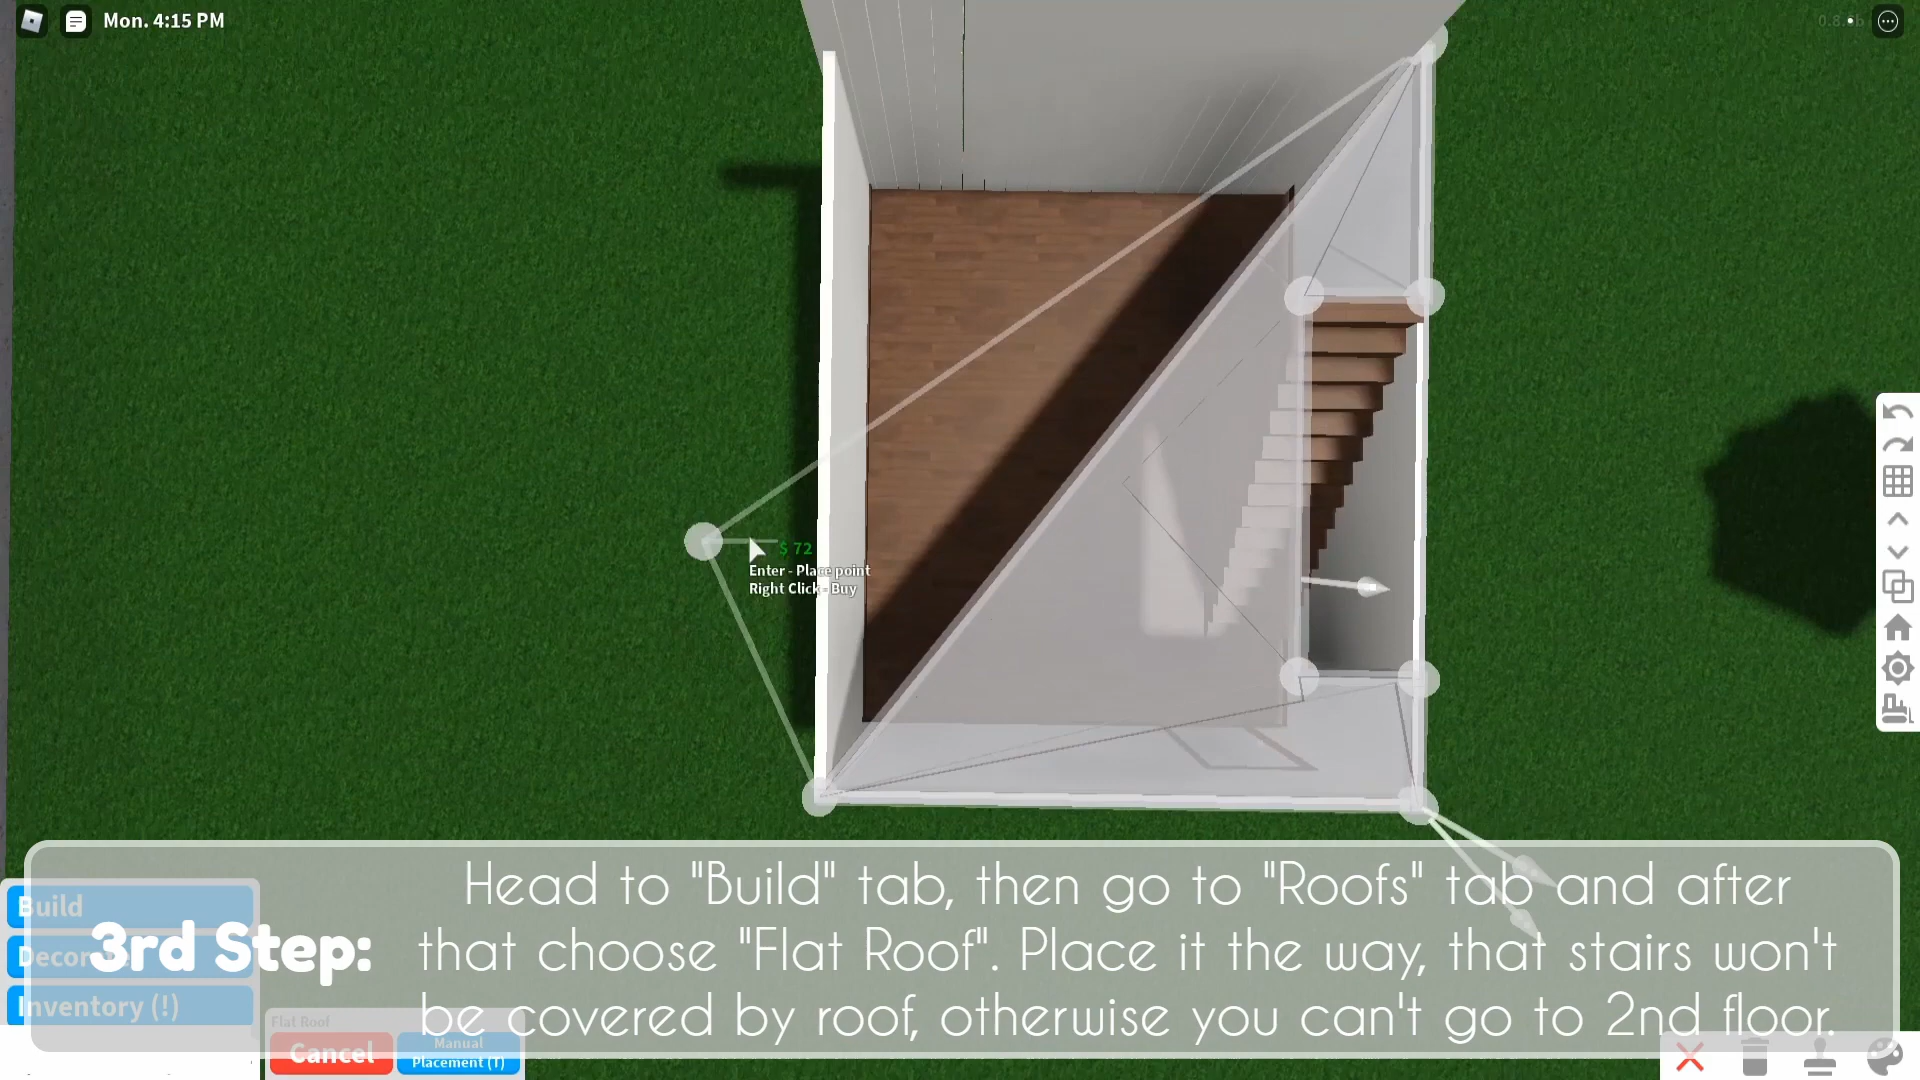 Mon. 4:15 PM
$ 72
Enter - Place point
Right Click - Buy
Build
Inventory (!)
3rd Step:
Head to "Build" tab, then go to "Roofs" tab and after
that choose "Flat Roof". Place it the way, that stairs won't
be covered by roof, otherwise you can't go to 2nd floor.
Flat Roof
Cancel
Manual
Placement (T)